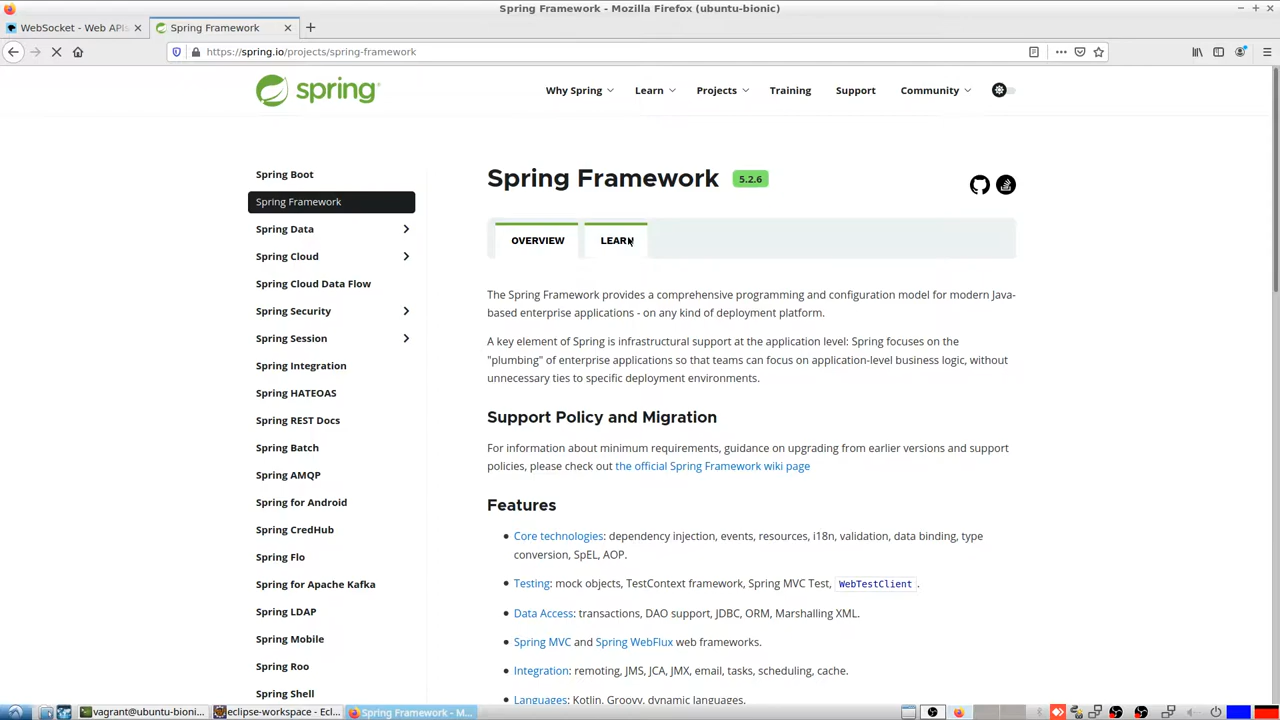 Spring Framework - Mozilla Firefox (ubuntu-bionic)
WebSocket - Web APIs
Spring Framework
https://spring.io/projects/spring-framework
spring
Why Spring
Learn
Projects
Training
Support
Community
Spring Boot
Spring Framework
Spring Data
Spring Cloud
Spring Cloud Data Flow
Spring Security
Spring Session
Spring Integration
Spring HATEOAS
Spring REST Docs
Spring Batch
Spring AMQP
Spring for Android
Spring CredHub
Spring Flo
Spring for Apache Kafka
Spring LDAP
Spring Mobile
Spring Roo
Spring Shell
Spring Framework 5.2.6
OVERVIEW
LEARN
The Spring Framework provides a comprehensive programming and configuration model for modern Java-
based enterprise applications - on any kind of deployment platform.
A key element of Spring is infrastructural support at the application level: Spring focuses on the
"plumbing" of enterprise applications so that teams can focus on application-level business logic, without
unnecessary ties to specific deployment environments.
Support Policy and Migration
For information about minimum requirements, guidance on upgrading from earlier versions and support
policies, please check out the official Spring Framework wiki page
Features
Core technologies: dependency injection, events, resources, i18n, validation, data binding, type
conversion, SpEL, AOP.
Testing: mock objects, TestContext framework, Spring MVC Test, WebTestClient.
Data Access: transactions, DAO support, JDBC, ORM, Marshalling XML.
Spring MVC and Spring WebFlux web frameworks.
Integration: remoting, JMS, JCA, JMX, email, tasks, scheduling, cache.
Languages: Kotlin, Groovy, dynamic languages.
vagrant@ubuntu-bioni...
eclipse-workspace - Ecl...
Spring Framework - M...